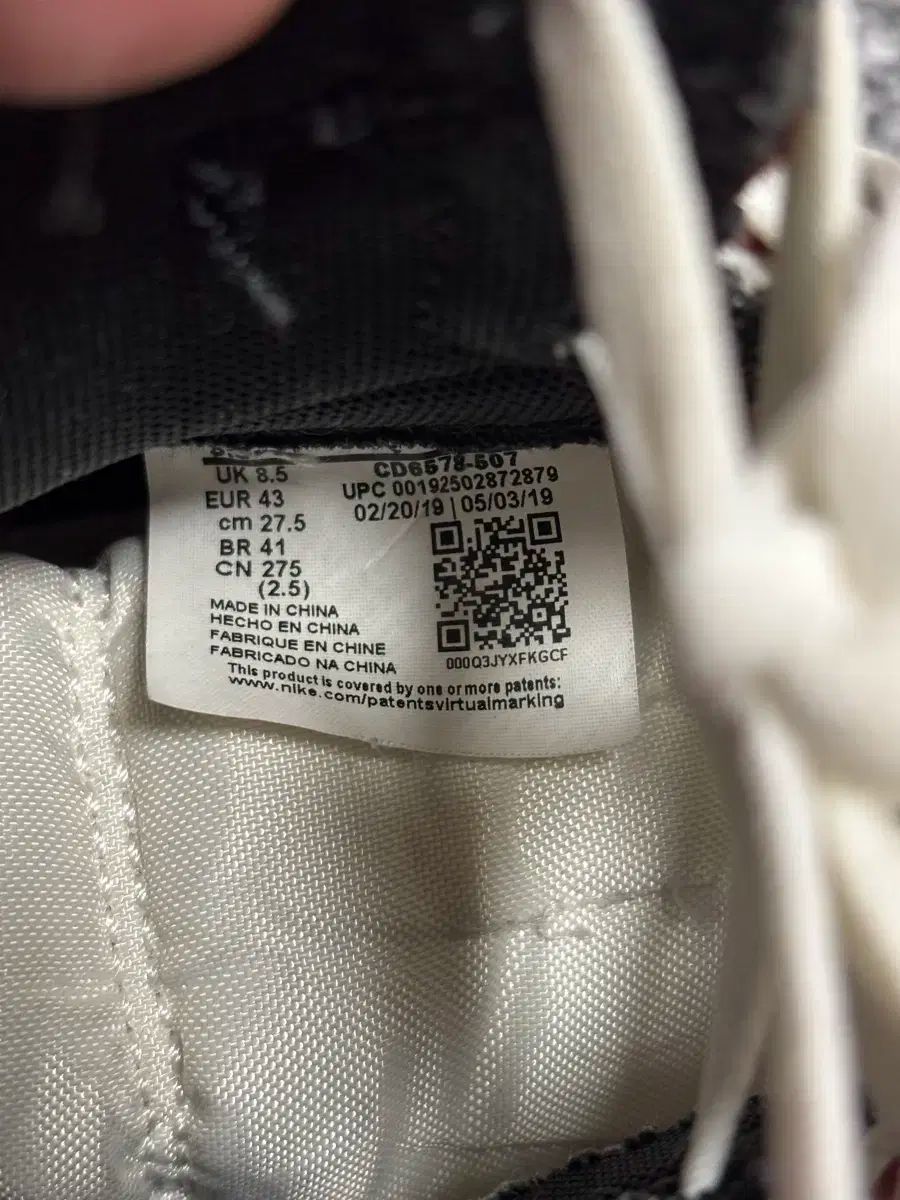 UK 8.5
EUR 43
cm 27.5
BR 41
CN 275
(2.5)
CD6578-507
UPC 00192502872879
02/20/19 | 05/03/19
000Q3JYXFKGCF
MADE IN CHINA
HECHO EN CHINA
FABRIQUE EN CHINE
FABRICADO NA CHINA
This product is covered by one or more patents:
www.nike.com/patentsvirtualmarking